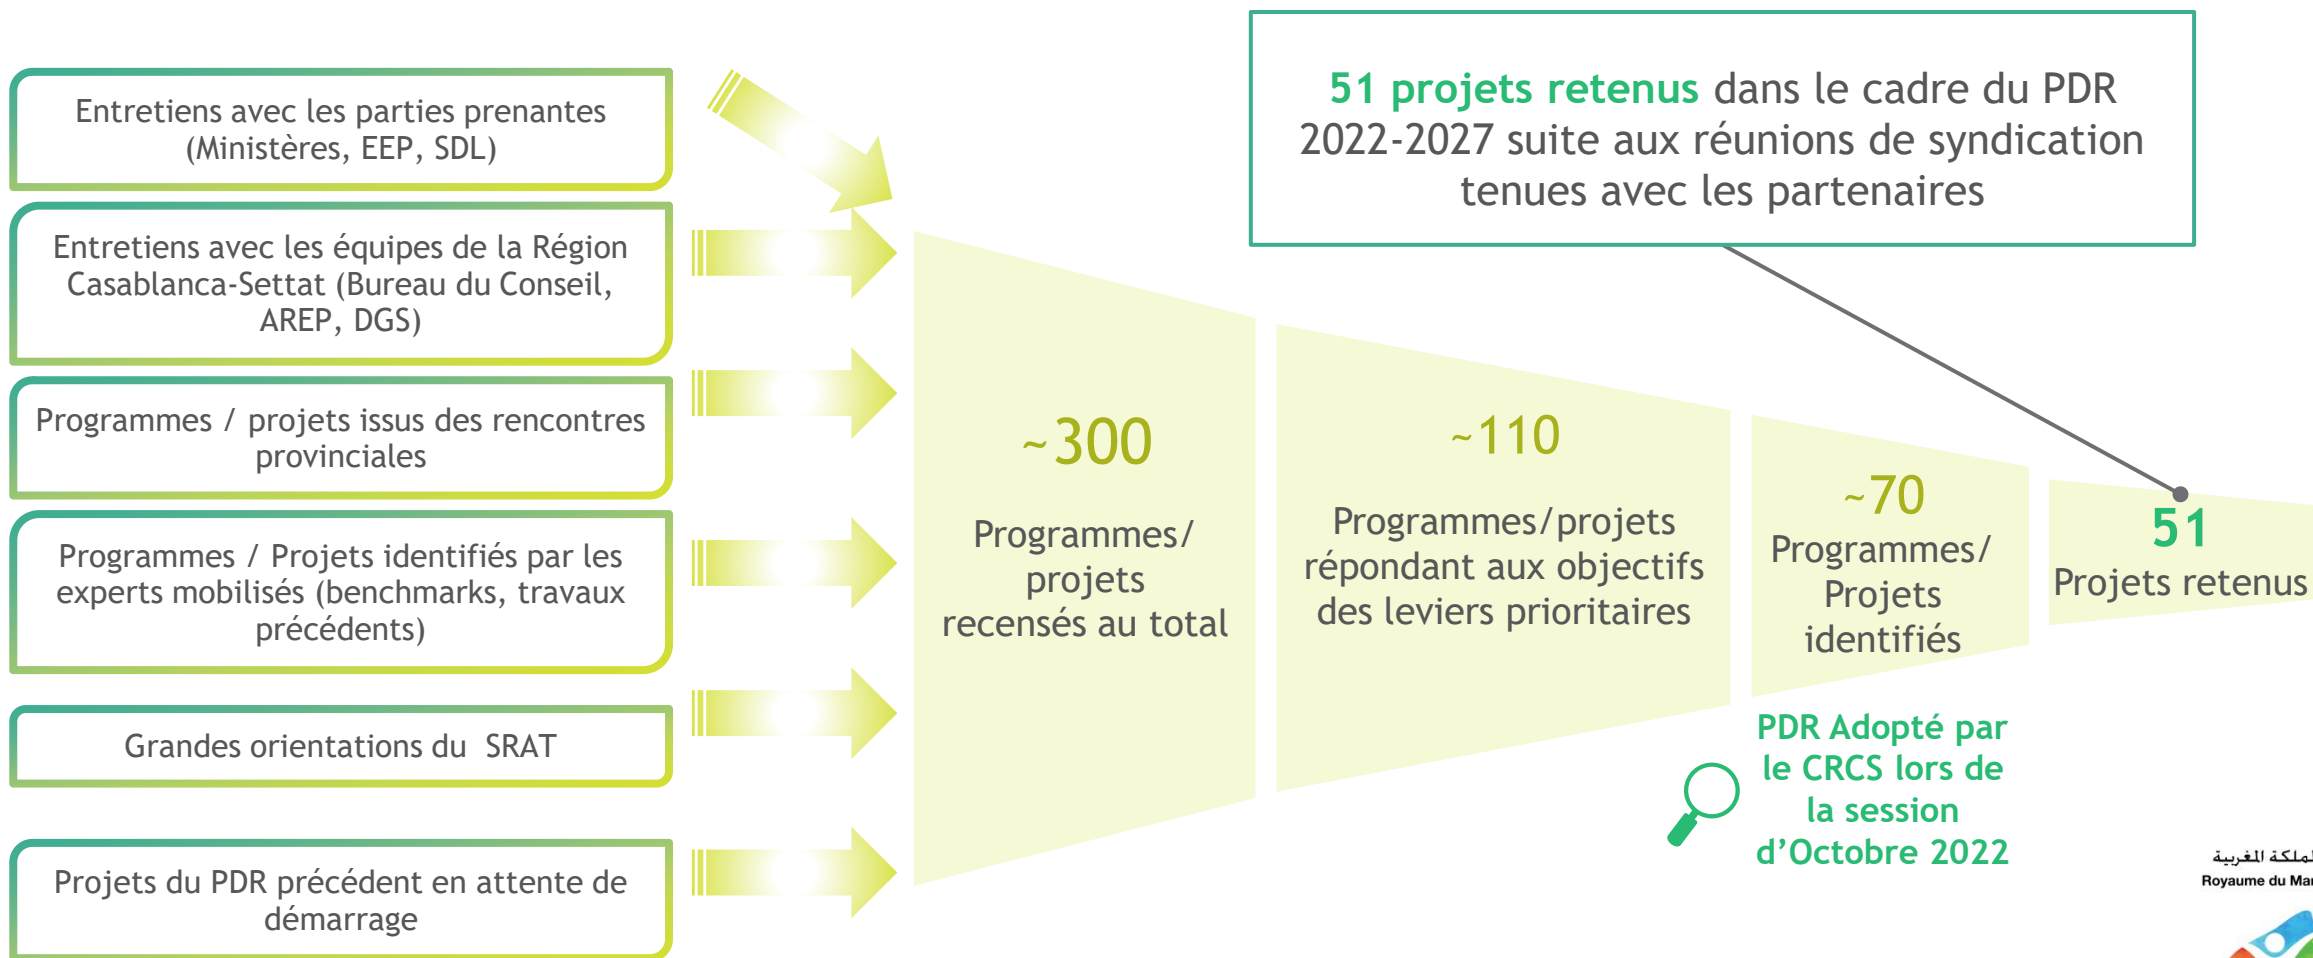 Entretiens avec les parties prenantes
(Ministères, EEP, SDL)
Entretiens avec les équipes de la Région
Casablanca-Settat (Bureau du Conseil,
AREP, DGS)
Programmes / projets issus des rencontres
provinciales
Programmes / Projets identifiés par les
experts mobilisés (benchmarks, travaux
précédents)
Grandes orientations du SRAT
Projets du PDR précédent en attente de
démarrage
~300
Programmes/
projets
recensés au total
~110
Programmes/projets
répondant aux objectifs
des leviers prioritaires
~70
Programmes/
Projets
identifiés
51
Projets retenus
51 projets retenus dans le cadre du PDR
2022-2027 suite aux réunions de syndication
tenues avec les partenaires
PDR Adopté par
le CRCS lors de
la session
d’Octobre 2022
المغربية
Royaume du